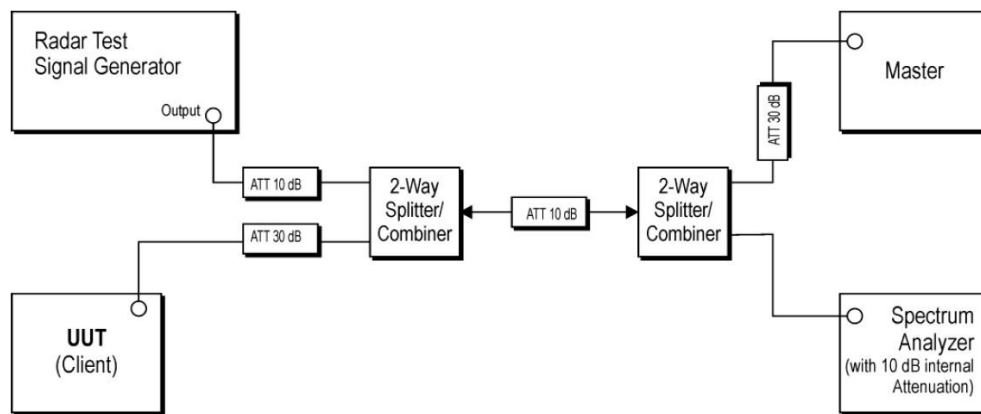 Radar Test
Signal Generator
Output
ATT 10 dB
ATT 30 dB
UUT
(Client)
2-Way
Splitter/
Combiner
ATT 10 dB
2-Way
Splitter/
Combiner
ATT 30 dB
Master
Spectrum
Analyzer
(with 10 dB internal
Attenuation)